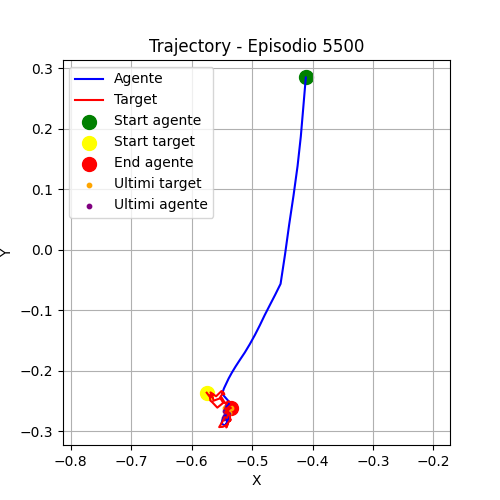 Trajectory - Episodio 5500
Agente
Target
Start agente
Start target
End agente
Ultimi target
Ultimi agente
0.3
0.2
0.1
0.0
−0.1
−0.2
−0.3
Y
−0.8
−0.7
−0.6
−0.5
−0.4
−0.3
−0.2
X